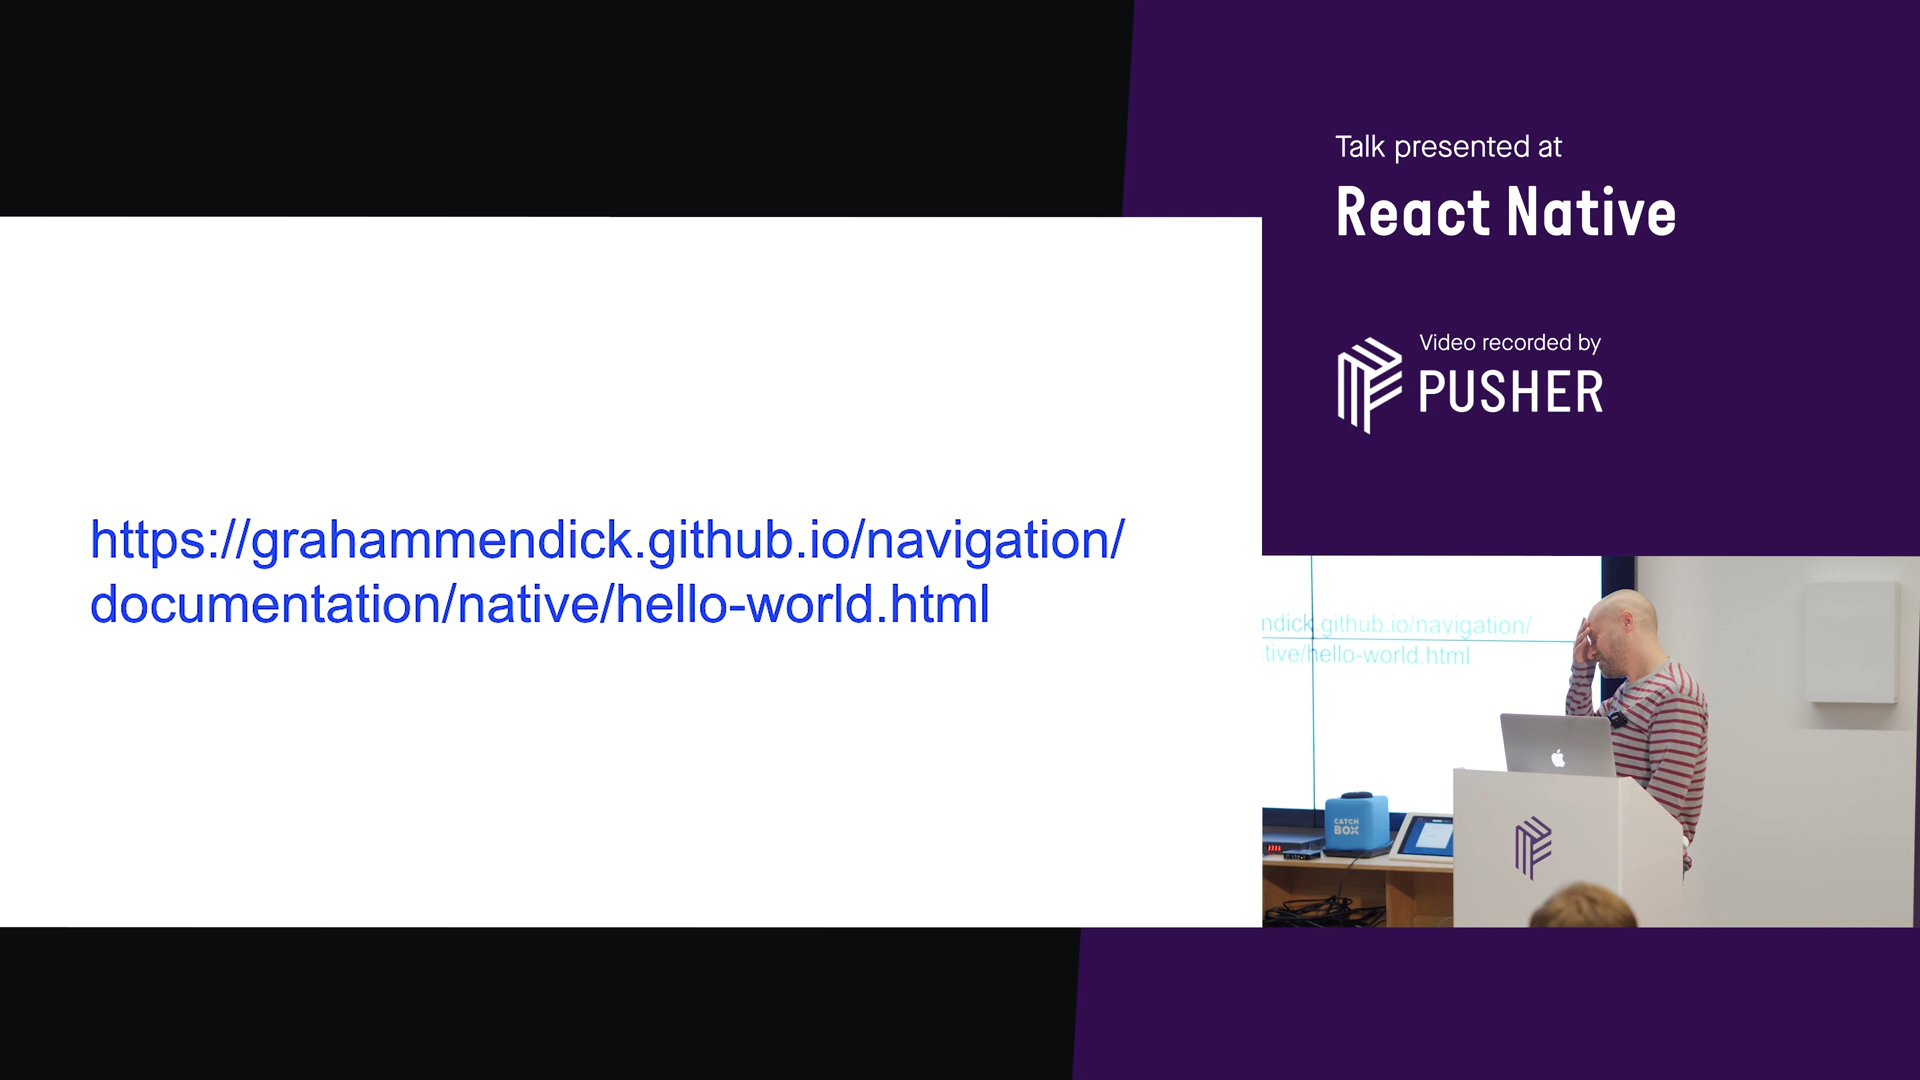 https://grahammendick.github.io/navigation/
documentation/native/hello-world.html
Talk presented at
React Native
Video recorded by
PUSHER
ndick.github.io/navigation/
tive/hello-world.html
CATCH
BOX